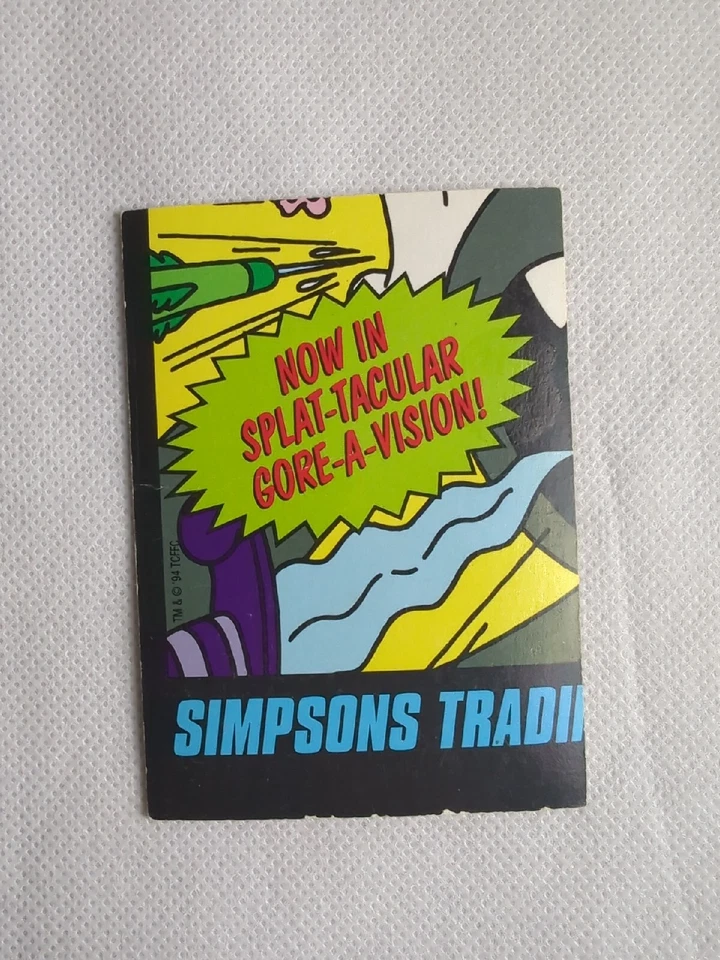 NOW IN
SPLAT-TACULAR
GORE-A-VISION!
TM & © '94 TCFFC
SIMPSONS TRADI